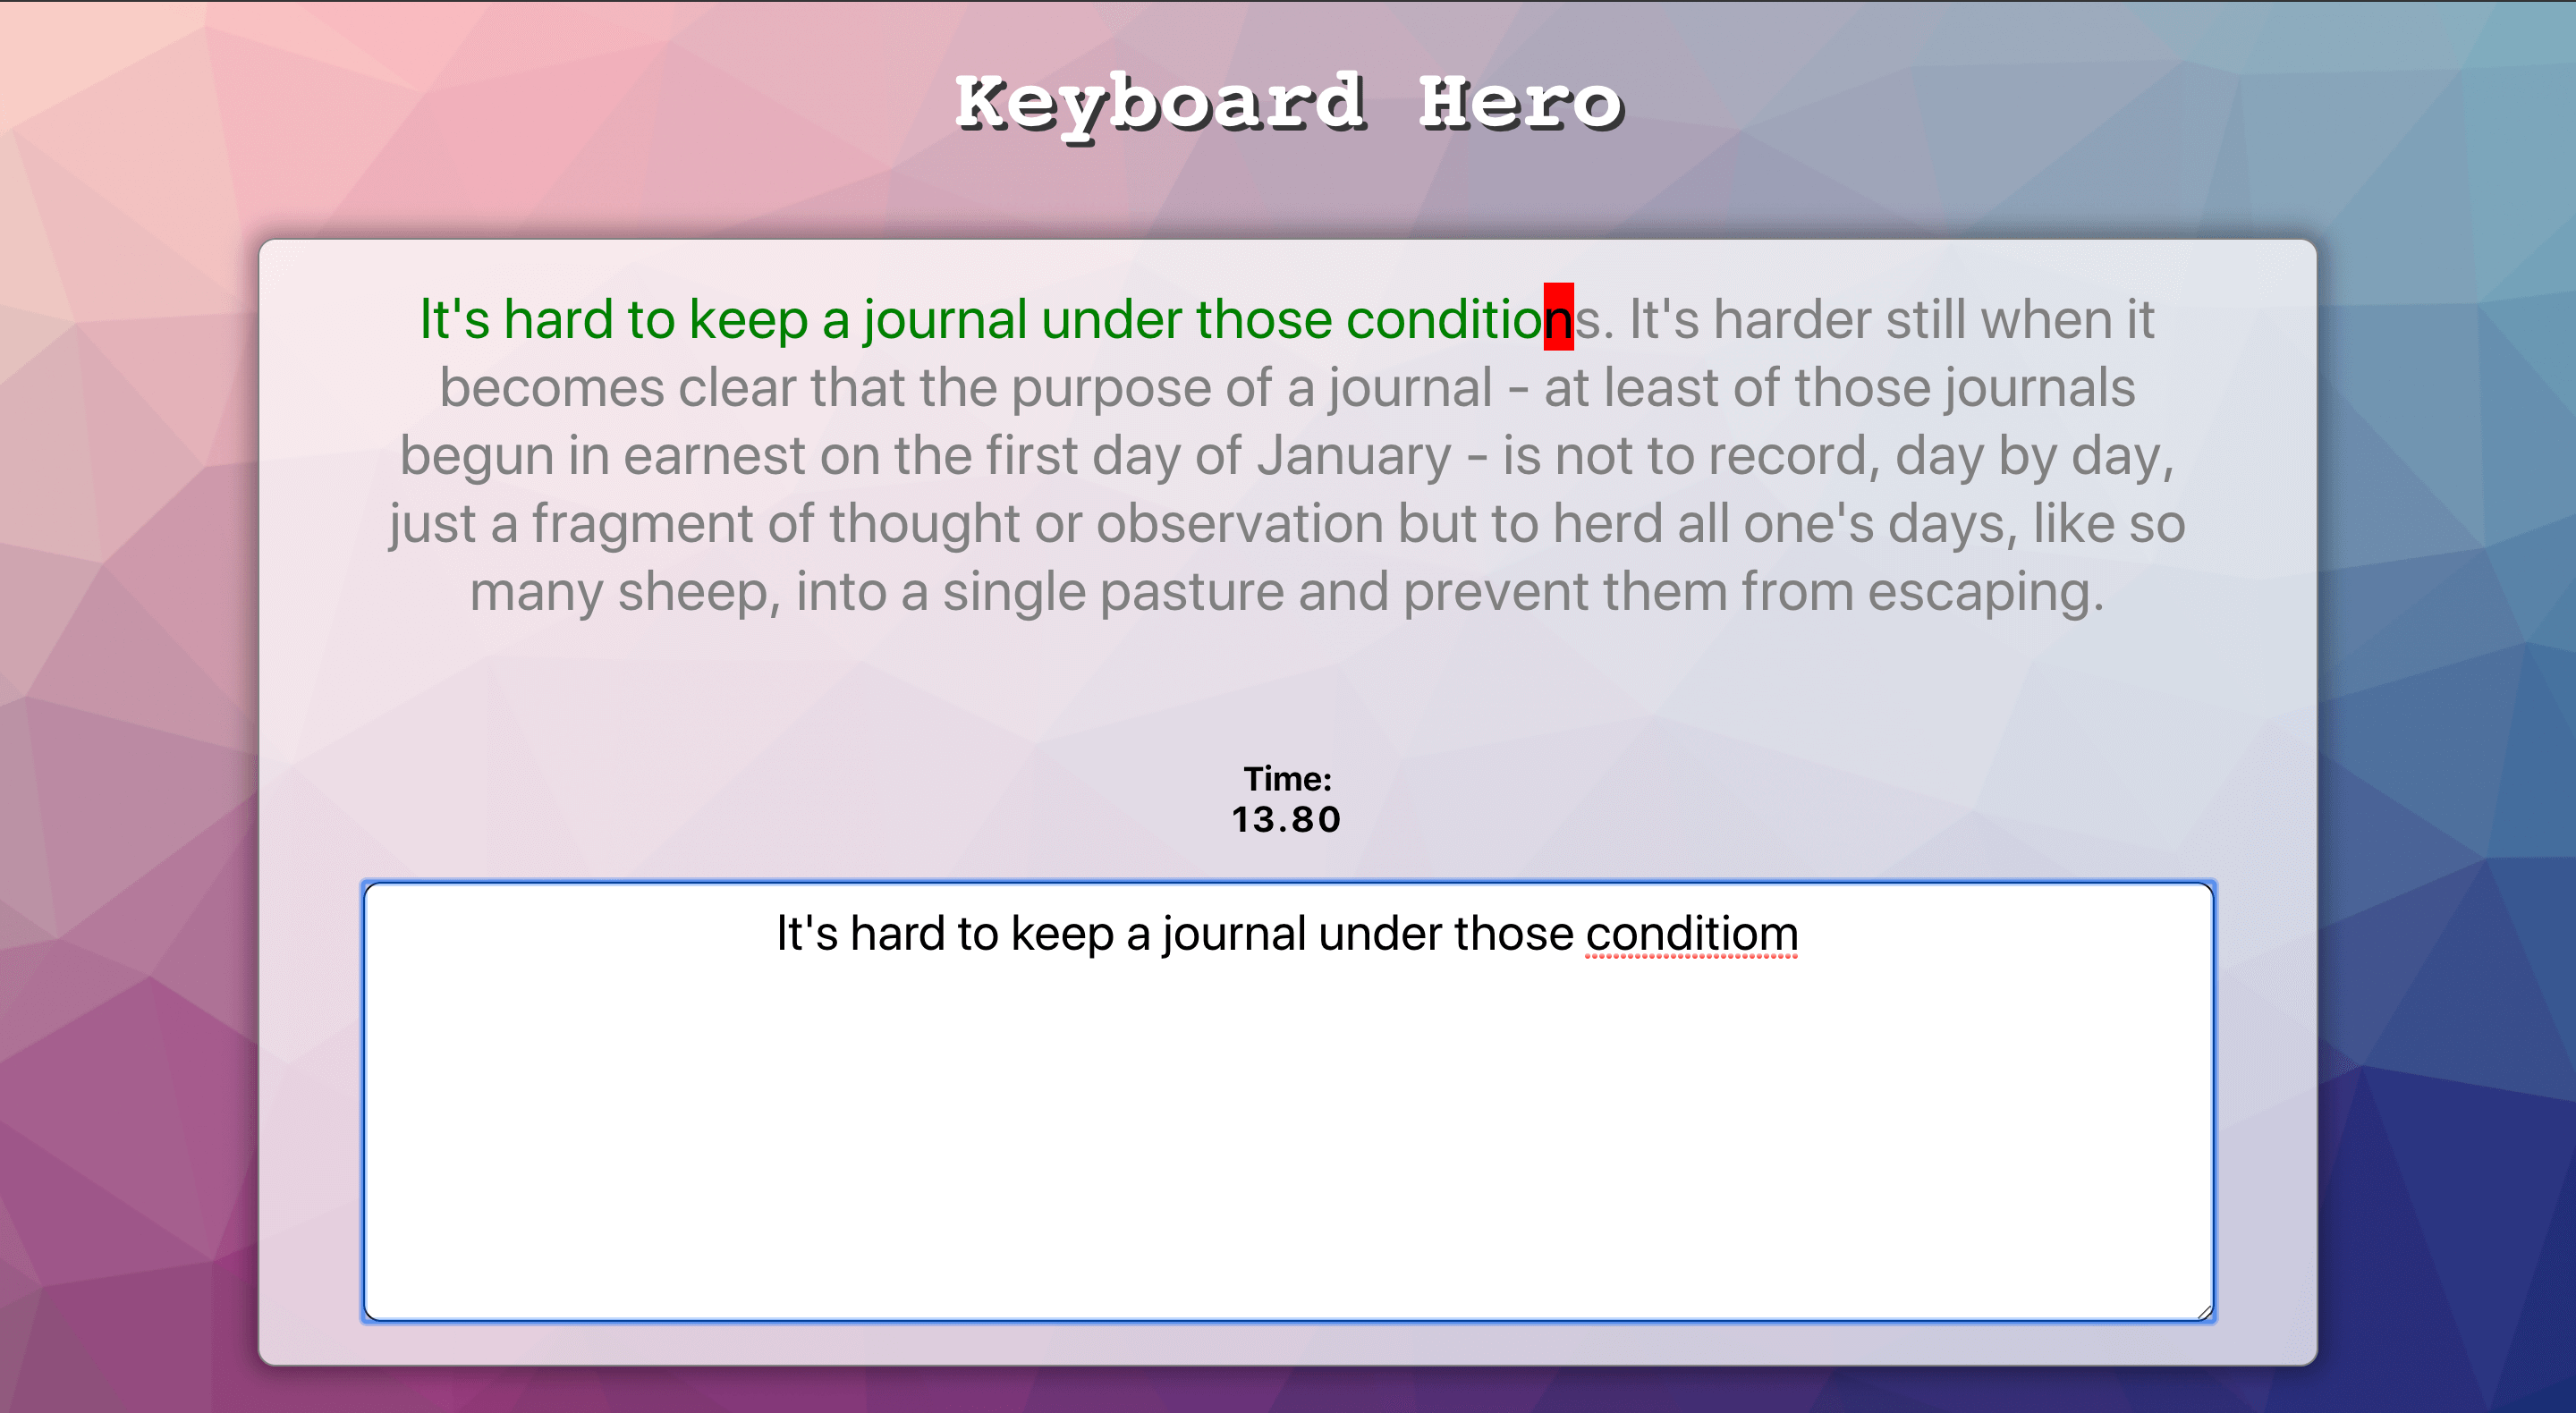 Keyboard Hero
It's hard to keep a journal under those conditions. It's harder still when it
becomes clear that the purpose of a journal - at least of those journals
begun in earnest on the first day of January - is not to record, day by day,
just a fragment of thought or observation but to herd all one's days, like so
many sheep, into a single pasture and prevent them from escaping.
Time:
13.80
It's hard to keep a journal under those conditiom